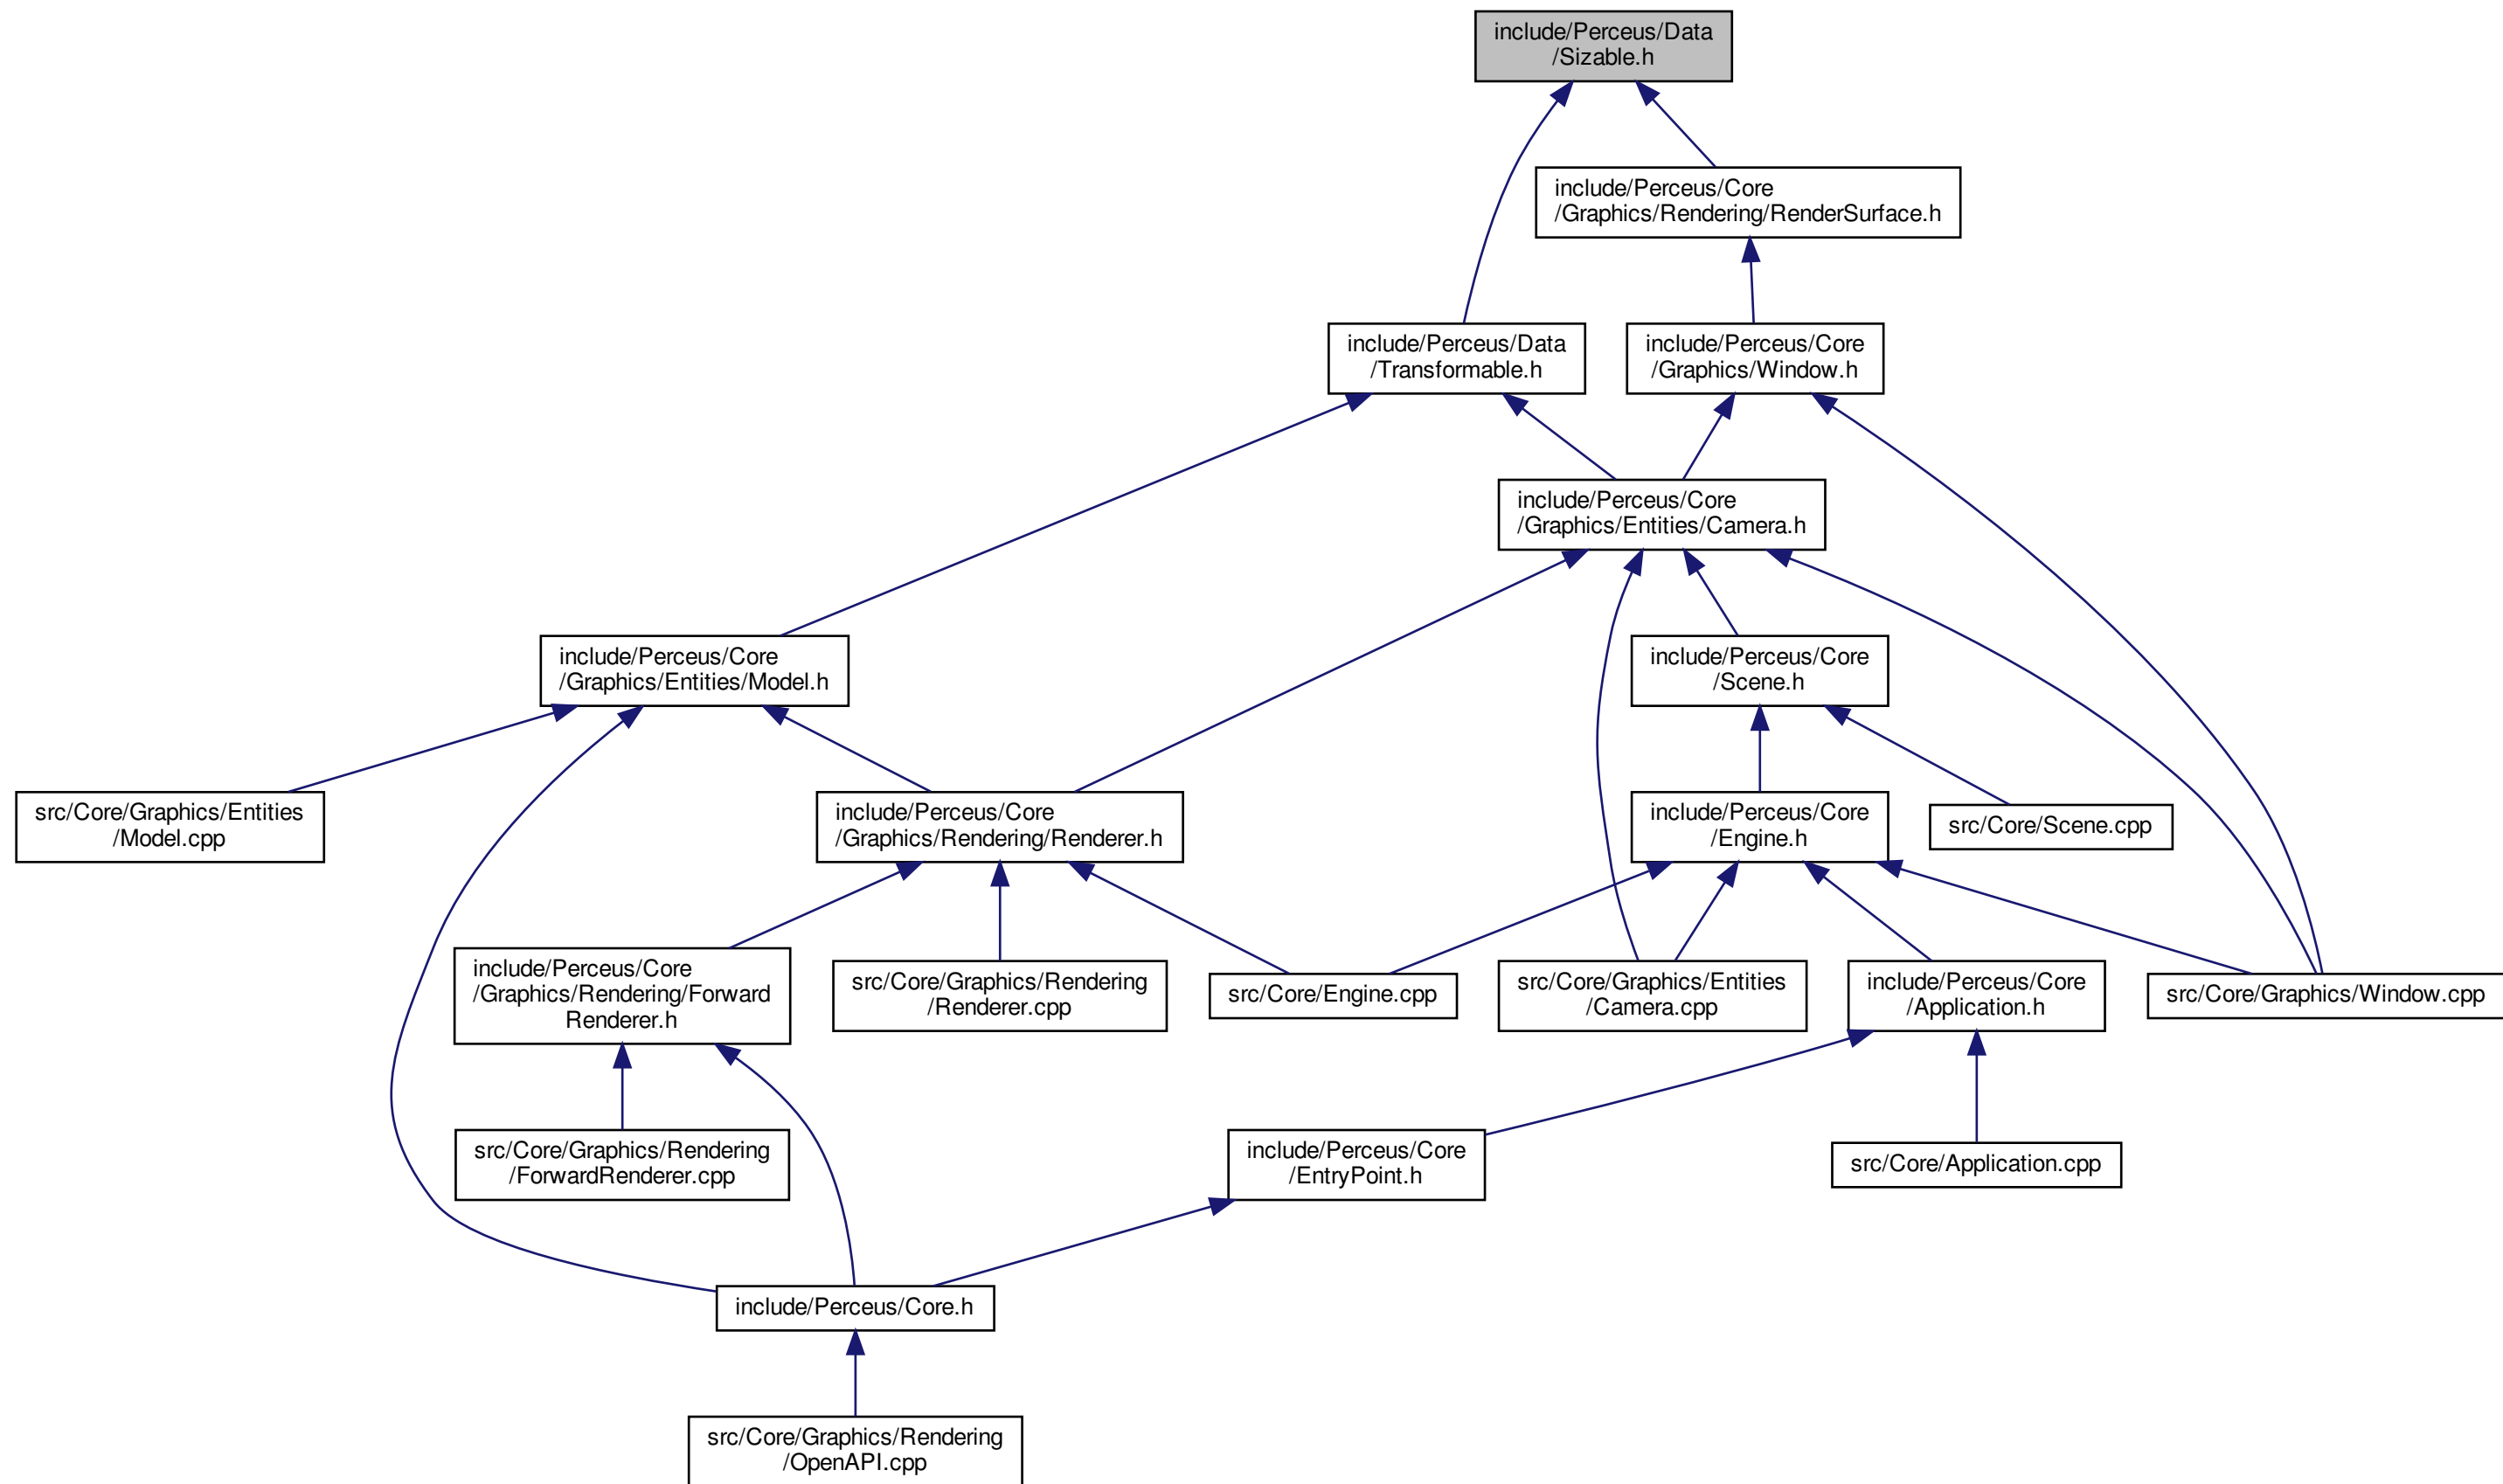 include/Perceus/Data
/Sizable.h
include/Perceus/Core
/Graphics/Rendering/RenderSurface.h
include/Perceus/Data
/Transformable.h
include/Perceus/Core
/Graphics/Window.h
include/Perceus/Core
/Graphics/Entities/Camera.h
include/Perceus/Core
/Graphics/Entities/Model.h
include/Perceus/Core
/Scene.h
src/Core/Graphics/Entities
/Model.cpp
include/Perceus/Core
/Graphics/Rendering/Renderer.h
include/Perceus/Core
/Engine.h
src/Core/Scene.cpp
include/Perceus/Core
/Graphics/Rendering/Forward
Renderer.h
src/Core/Graphics/Rendering
/Renderer.cpp
src/Core/Engine.cpp
src/Core/Graphics/Entities
/Camera.cpp
include/Perceus/Core
/Application.h
src/Core/Graphics/Window.cpp
src/Core/Graphics/Rendering
/ForwardRenderer.cpp
include/Perceus/Core
/EntryPoint.h
src/Core/Application.cpp
include/Perceus/Core.h
src/Core/Graphics/Rendering
/OpenAPI.cpp